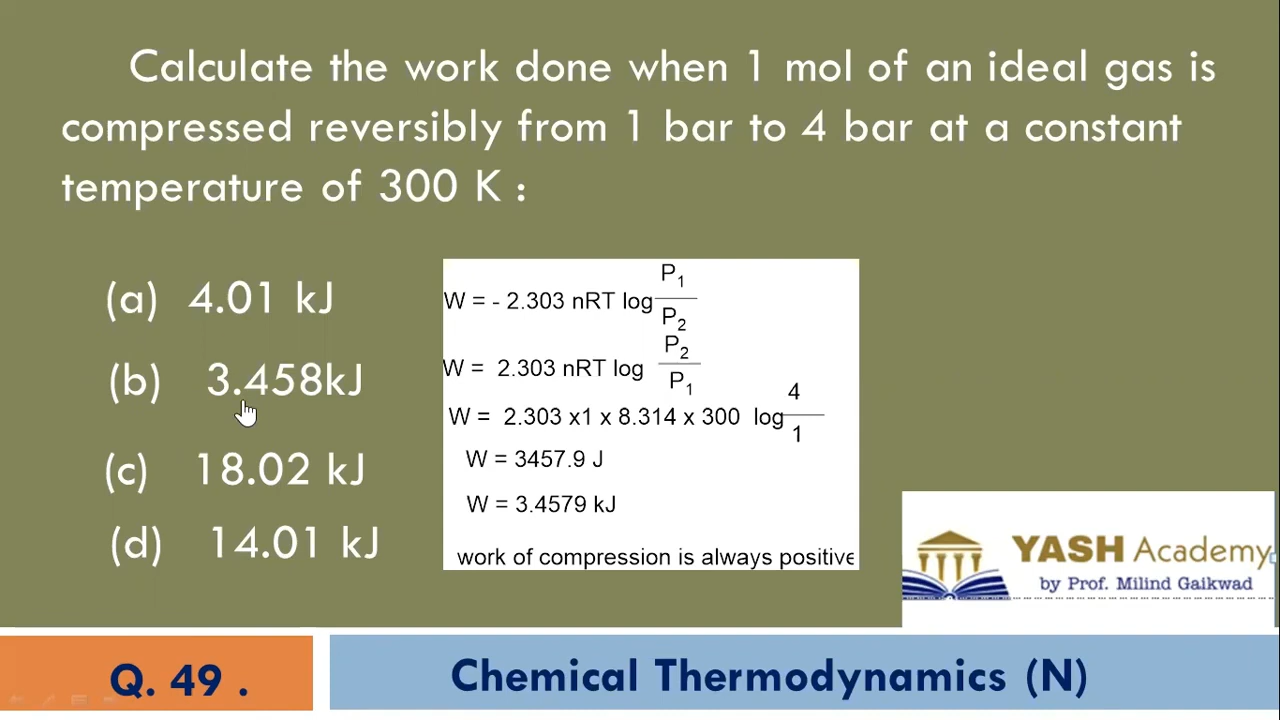 Calculate the work done when 1 mol of an ideal gas is
compressed reversibly from 1 bar to 4 bar at a constant
temperature of 300 K :
(a) 4.01 kJ
(b) 3.458kJ
(c) 18.02 kJ
(d) 14.01 kJ
W = - 2.303 nRT log P₁/P₂
W = 2.303 nRT log P₂/P₁
W = 2.303 x1 x 8.314 x 300 log 4/1
W = 3457.9 J
W = 3.4579 kJ
work of compression is always positive
YASH Academy
by Prof. Milind Gaikwad
Q. 49 .
Chemical Thermodynamics (N)